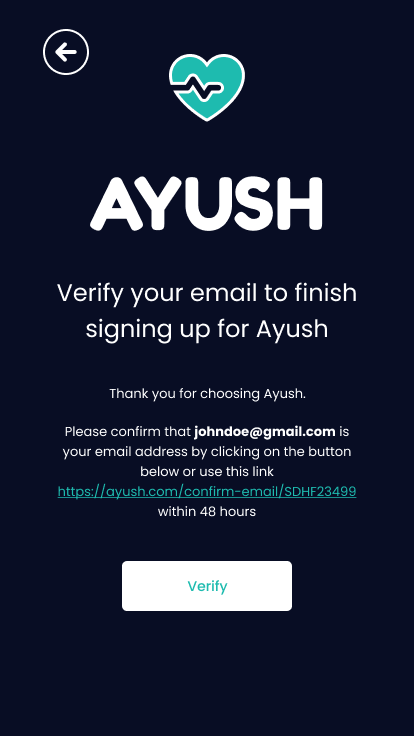 AYUSH
Verify your email to finish
signing up for Ayush
Thank you for choosing Ayush.
Please confirm that johndoe@gmail.com is
your email address by clicking on the button
below or use this link
https://ayush.com/confirm-email/SDHF23499
within 48 hours
Verify